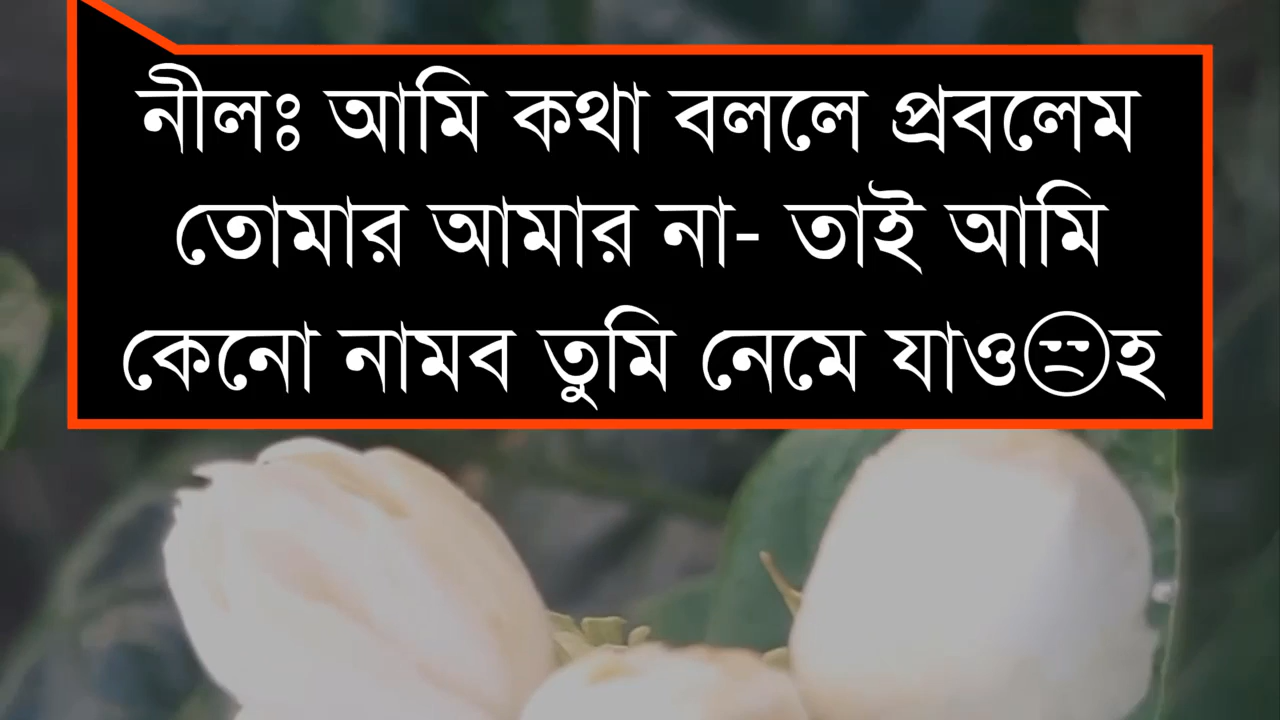 নীলঃ আমি কথা বললে প্রবলেম
তোমার আমার না- তাই আমি
কেনো নামব তুমি নেমে যাও😑হ